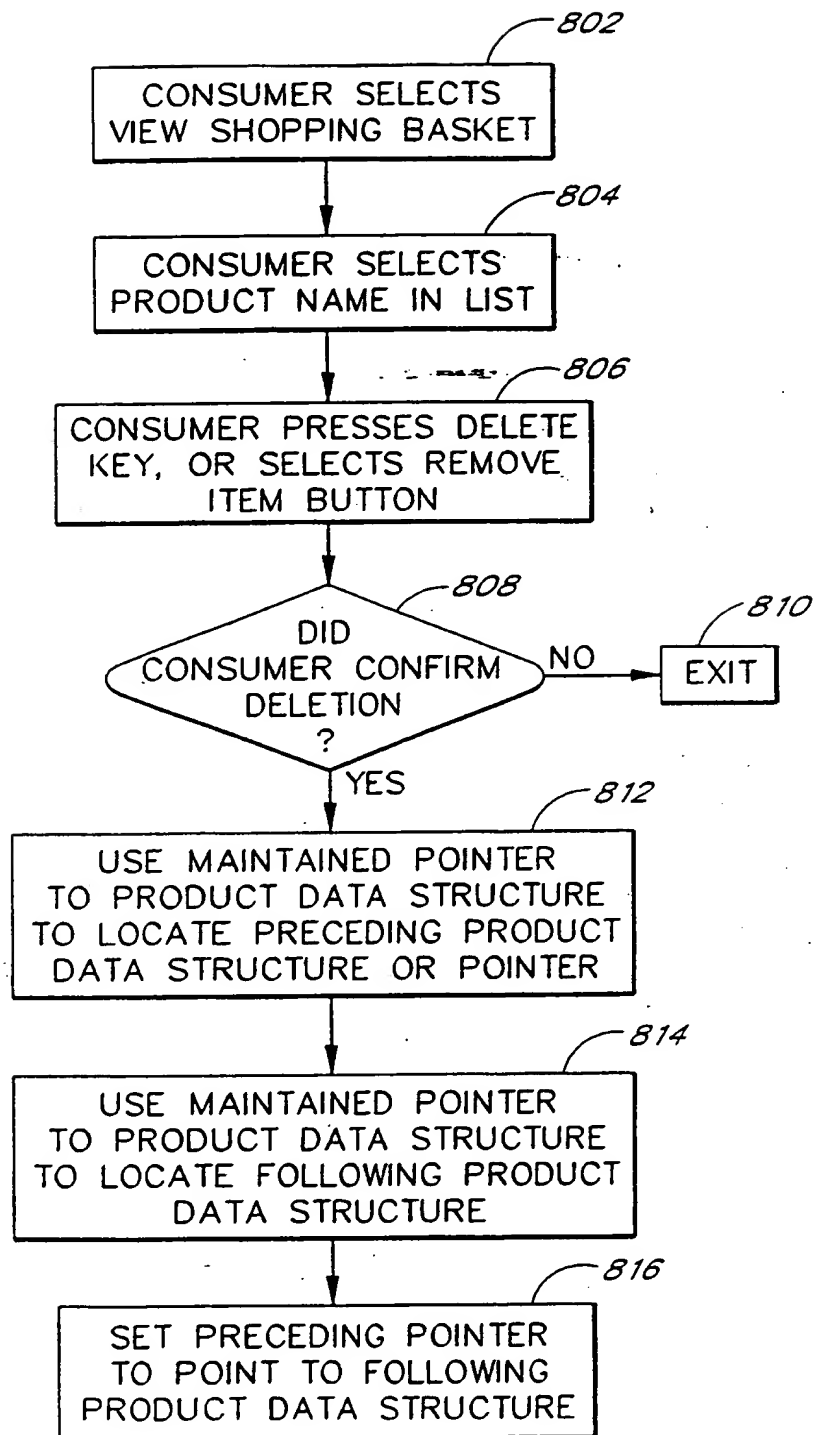 802
CONSUMER SELECTS
VIEW SHOPPING BASKET
804
CONSUMER SELECTS
PRODUCT NAME IN LIST
806
CONSUMER PRESSES DELETE
KEY, OR SELECTS REMOVE
ITEM BUTTON
808
DID
CONSUMER CONFIRM
DELETION
?
NO
810
EXIT
YES
812
USE MAINTAINED POINTER
TO PRODUCT DATA STRUCTURE
TO LOCATE PRECEDING PRODUCT
DATA STRUCTURE OR POINTER
814
USE MAINTAINED POINTER
TO PRODUCT DATA STRUCTURE
TO LOCATE FOLLOWING PRODUCT
DATA STRUCTURE
816
SET PRECEDING POINTER
TO POINT TO FOLLOWING
PRODUCT DATA STRUCTURE